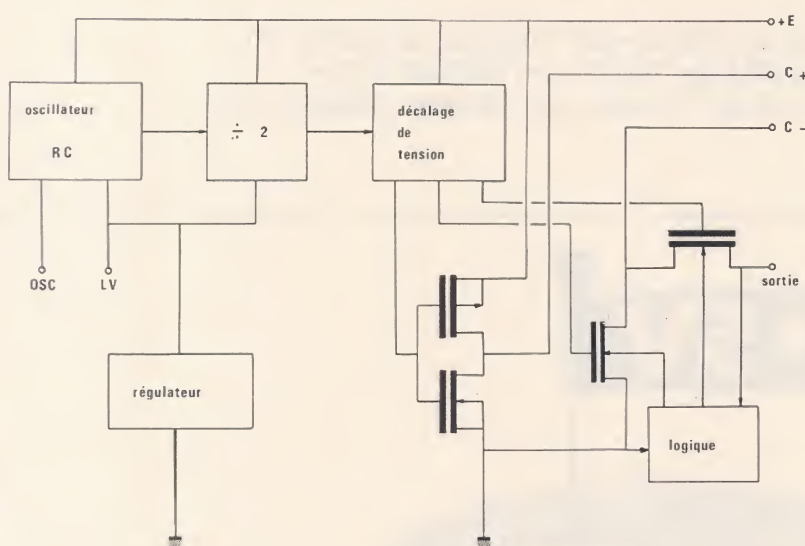 +E
C +
C -
oscillateur
RC
÷ 2
décalage
de
tension
OSC
LV
sortie
régulateur
logique